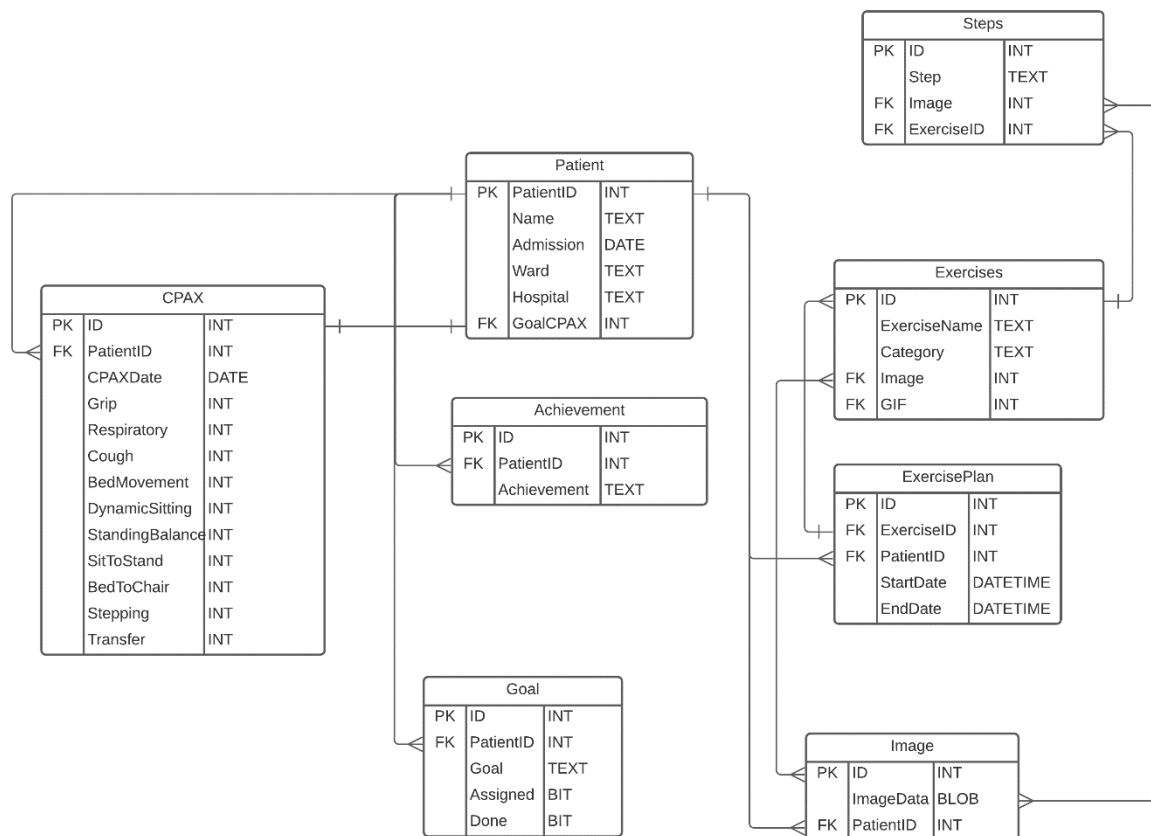 Steps
PK ID INT
Step TEXT
FK Image INT
FK ExerciseID INT
Patient
PK PatientID INT
Name TEXT
Admission DATE
Ward TEXT
Hospital TEXT
FK GoalCPAX INT
CPAX
PK ID INT
FK PatientID INT
CPAXDate DATE
Grip INT
Respiratory INT
Cough INT
BedMovement INT
DynamicSitting INT
StandingBalance INT
SitToStand INT
BedToChair INT
Stepping INT
Transfer INT
Exercises
PK ID INT
ExerciseName TEXT
Category TEXT
FK Image INT
FK GIF INT
Achievement
PK ID INT
FK PatientID INT
Achievement TEXT
ExercisePlan
PK ID INT
FK ExerciseID INT
FK PatientID INT
StartDate DATETIME
EndDate DATETIME
Goal
PK ID INT
FK PatientID INT
Goal TEXT
Assigned BIT
Done BIT
Image
PK ID INT
ImageData BLOB
FK PatientID INT